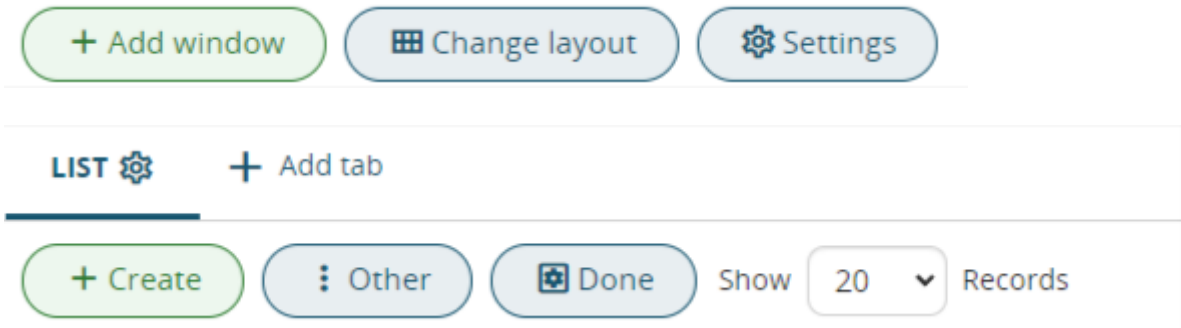 + Add window Change layout Settings
LIST + Add tab
+ Create Other Done Show 20 Records